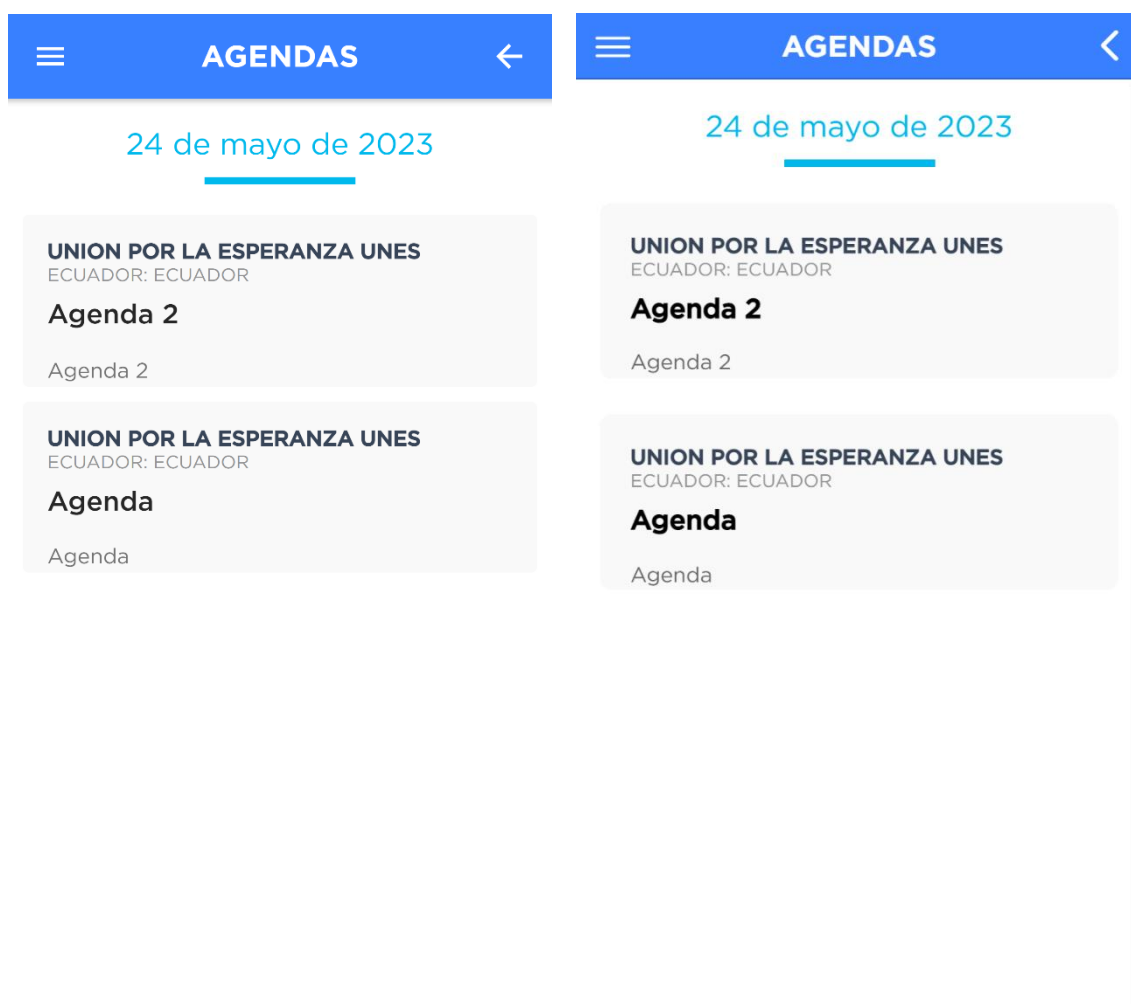 AGENDAS
24 de mayo de 2023
UNION POR LA ESPERANZA UNES
ECUADOR: ECUADOR
Agenda 2
Agenda 2
UNION POR LA ESPERANZA UNES
ECUADOR: ECUADOR
Agenda
Agenda
AGENDAS
24 de mayo de 2023
UNION POR LA ESPERANZA UNES
ECUADOR: ECUADOR
Agenda 2
Agenda 2
UNION POR LA ESPERANZA UNES
ECUADOR: ECUADOR
Agenda
Agenda